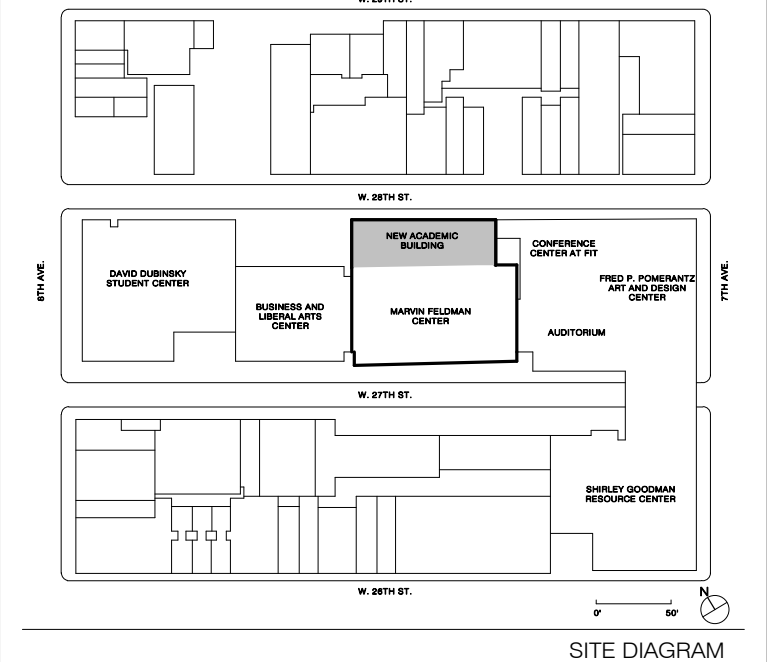 W. 28TH ST.
6TH AVE.
DAVID DUBINSKY
STUDENT CENTER
BUSINESS AND
LIBERAL ARTS
CENTER
NEW ACADEMIC
BUILDING
MARVIN FELDMAN
CENTER
CONFERENCE
CENTER AT FIT
FRED P. POMERANTZ
ART AND DESIGN
CENTER
AUDITORIUM
7TH AVE.
W. 27TH ST.
SHIRLEY GOODMAN
RESOURCE CENTER
W. 26TH ST.
0' 50'
N
SITE DIAGRAM